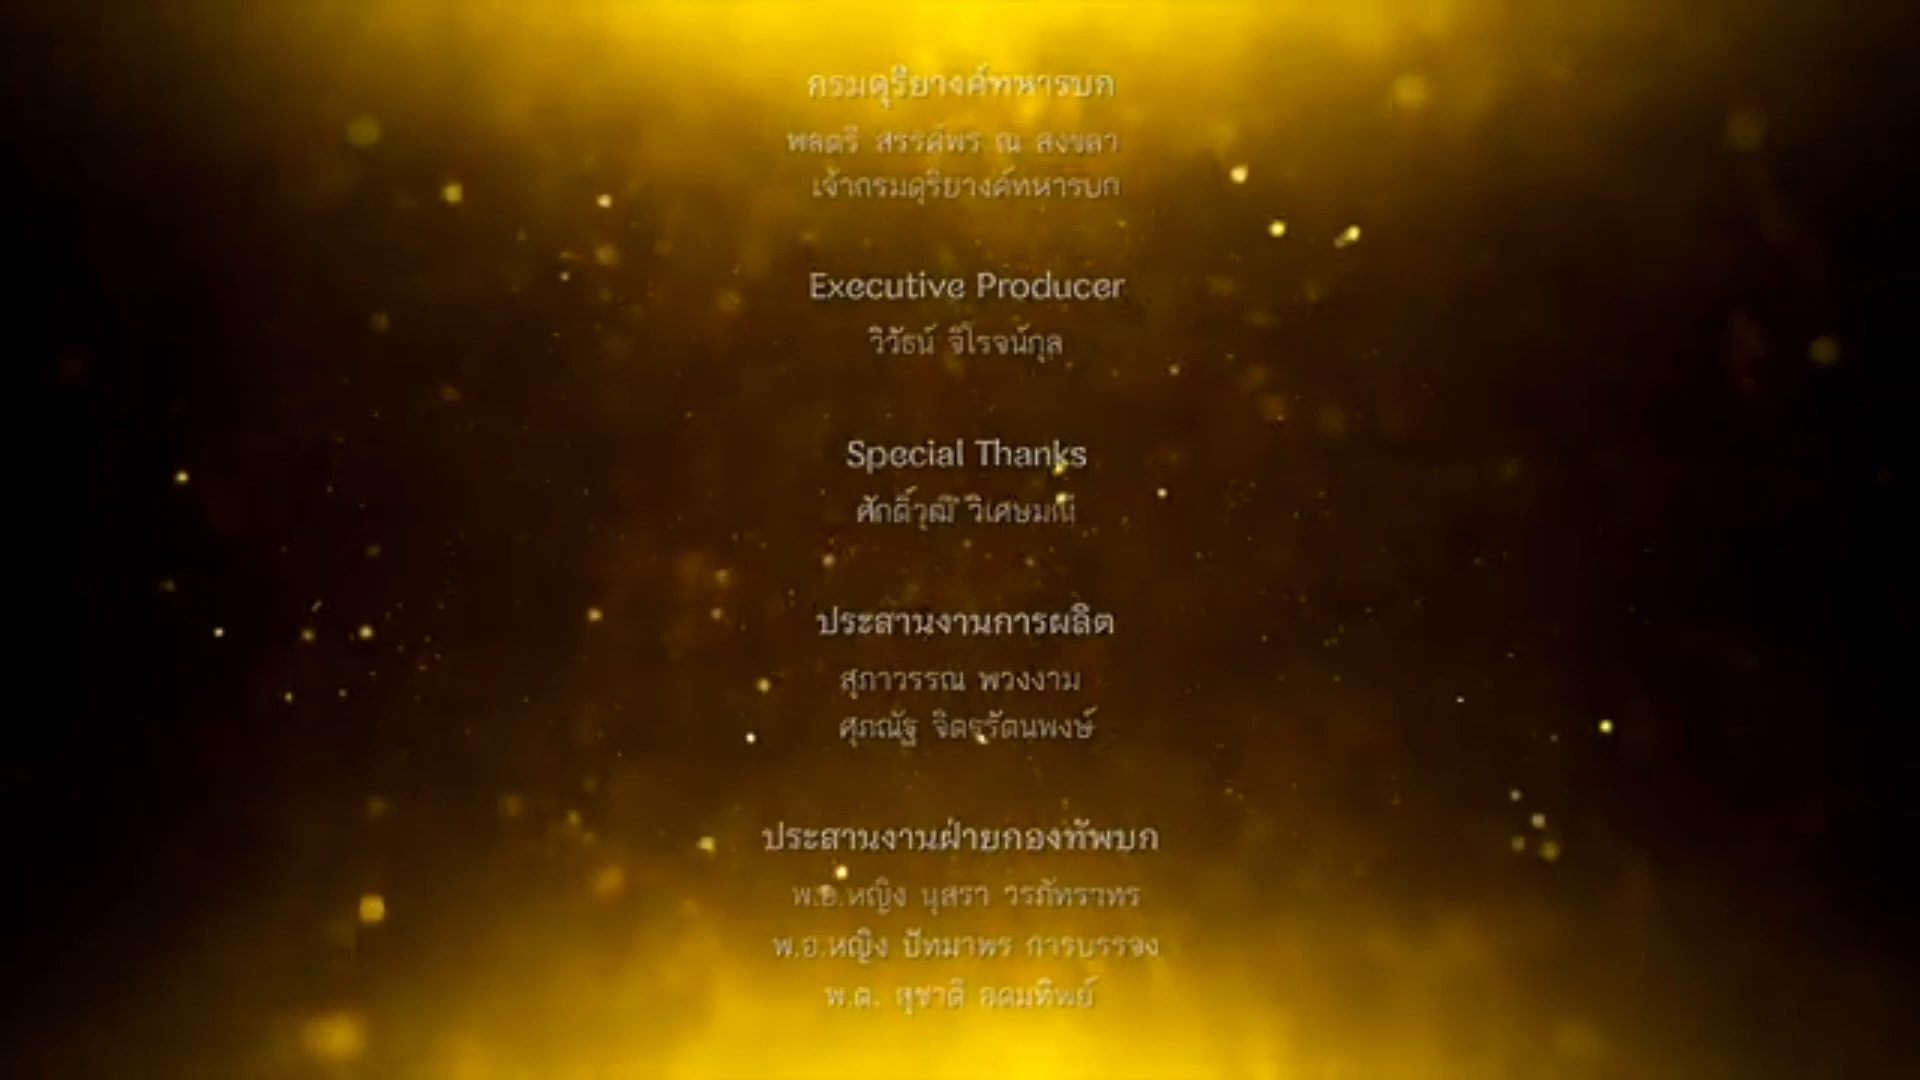 กรมดุริยางค์ทหารบก
พลตรี สรรค์พร ณ สงขลา
เจ้ากรมดุริยางค์ทหารบก
Executive Producer
วิวัธน์ จิโรจน์กุล
Special Thanks
ศักดิ์วุฒิ วิเศษมณี
ประสานงานการผลิต
สุภาวรรณ พวงงาม
ศุภณัฐ จิตรรัตนพงษ์
ประสานงานฝ่ายกองทัพบก
พ.อ.หญิง นุสรา วรภัทราทร
พ.อ.หญิง ปัทมาพร การบรรจง
พ.ต. สุชาติ อุดมทิพย์